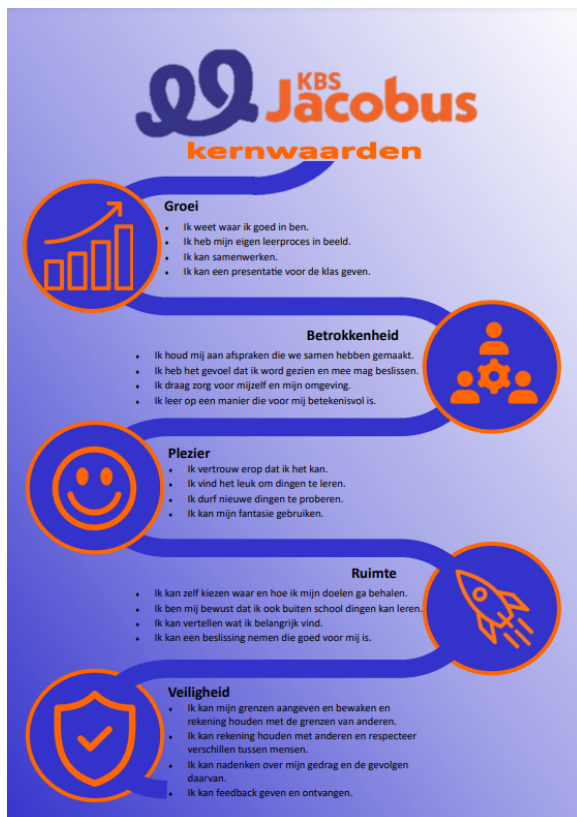 KBS
Jacobus
kernwaarden
Groei
• Ik weet waar ik goed in ben.
• Ik heb mijn eigen leerproces in beeld.
• Ik kan samenwerken.
• Ik kan een presentatie voor de klas geven.
Betrokkenheid
• Ik houd mij aan afspraken die we samen hebben gemaakt.
• Ik heb het gevoel dat ik word gezien en mee mag beslissen.
• Ik draag zorg voor mijzelf en mijn omgeving.
• Ik leer op een manier die voor mij betekenisvol is.
Plezier
• Ik vertrouw erop dat ik het kan.
• Ik vind het leuk om dingen te leren.
• Ik durf nieuwe dingen te proberen.
• Ik kan mijn fantasie gebruiken.
Ruimte
• Ik kan zelf kiezen waar en hoe ik mijn doelen ga behalen.
• Ik ben mij bewust dat ik ook buiten school dingen kan leren.
• Ik kan vertellen wat ik belangrijk vind.
• Ik kan een beslissing nemen die goed voor mij is.
Veiligheid
• Ik kan mijn grenzen aangeven en bewaken en
rekening houden met de grenzen van anderen.
• Ik kan rekening houden met anderen en respecteer
verschillen tussen mensen.
• Ik kan nadenken over mijn gedrag en de gevolgen
daarvan.
• Ik kan feedback geven en ontvangen.